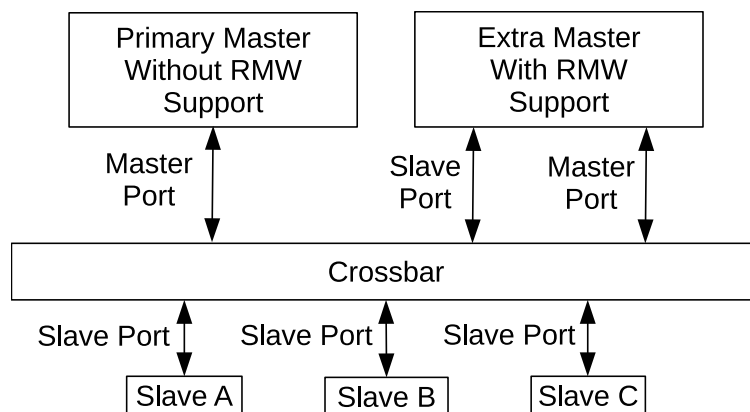 Primary Master
Without RMW
Support
Extra Master
With RMW
Support
Master
Port
Slave
Port
Master
Port
Crossbar
Slave Port
Slave Port
Slave Port
Slave A
Slave B
Slave C